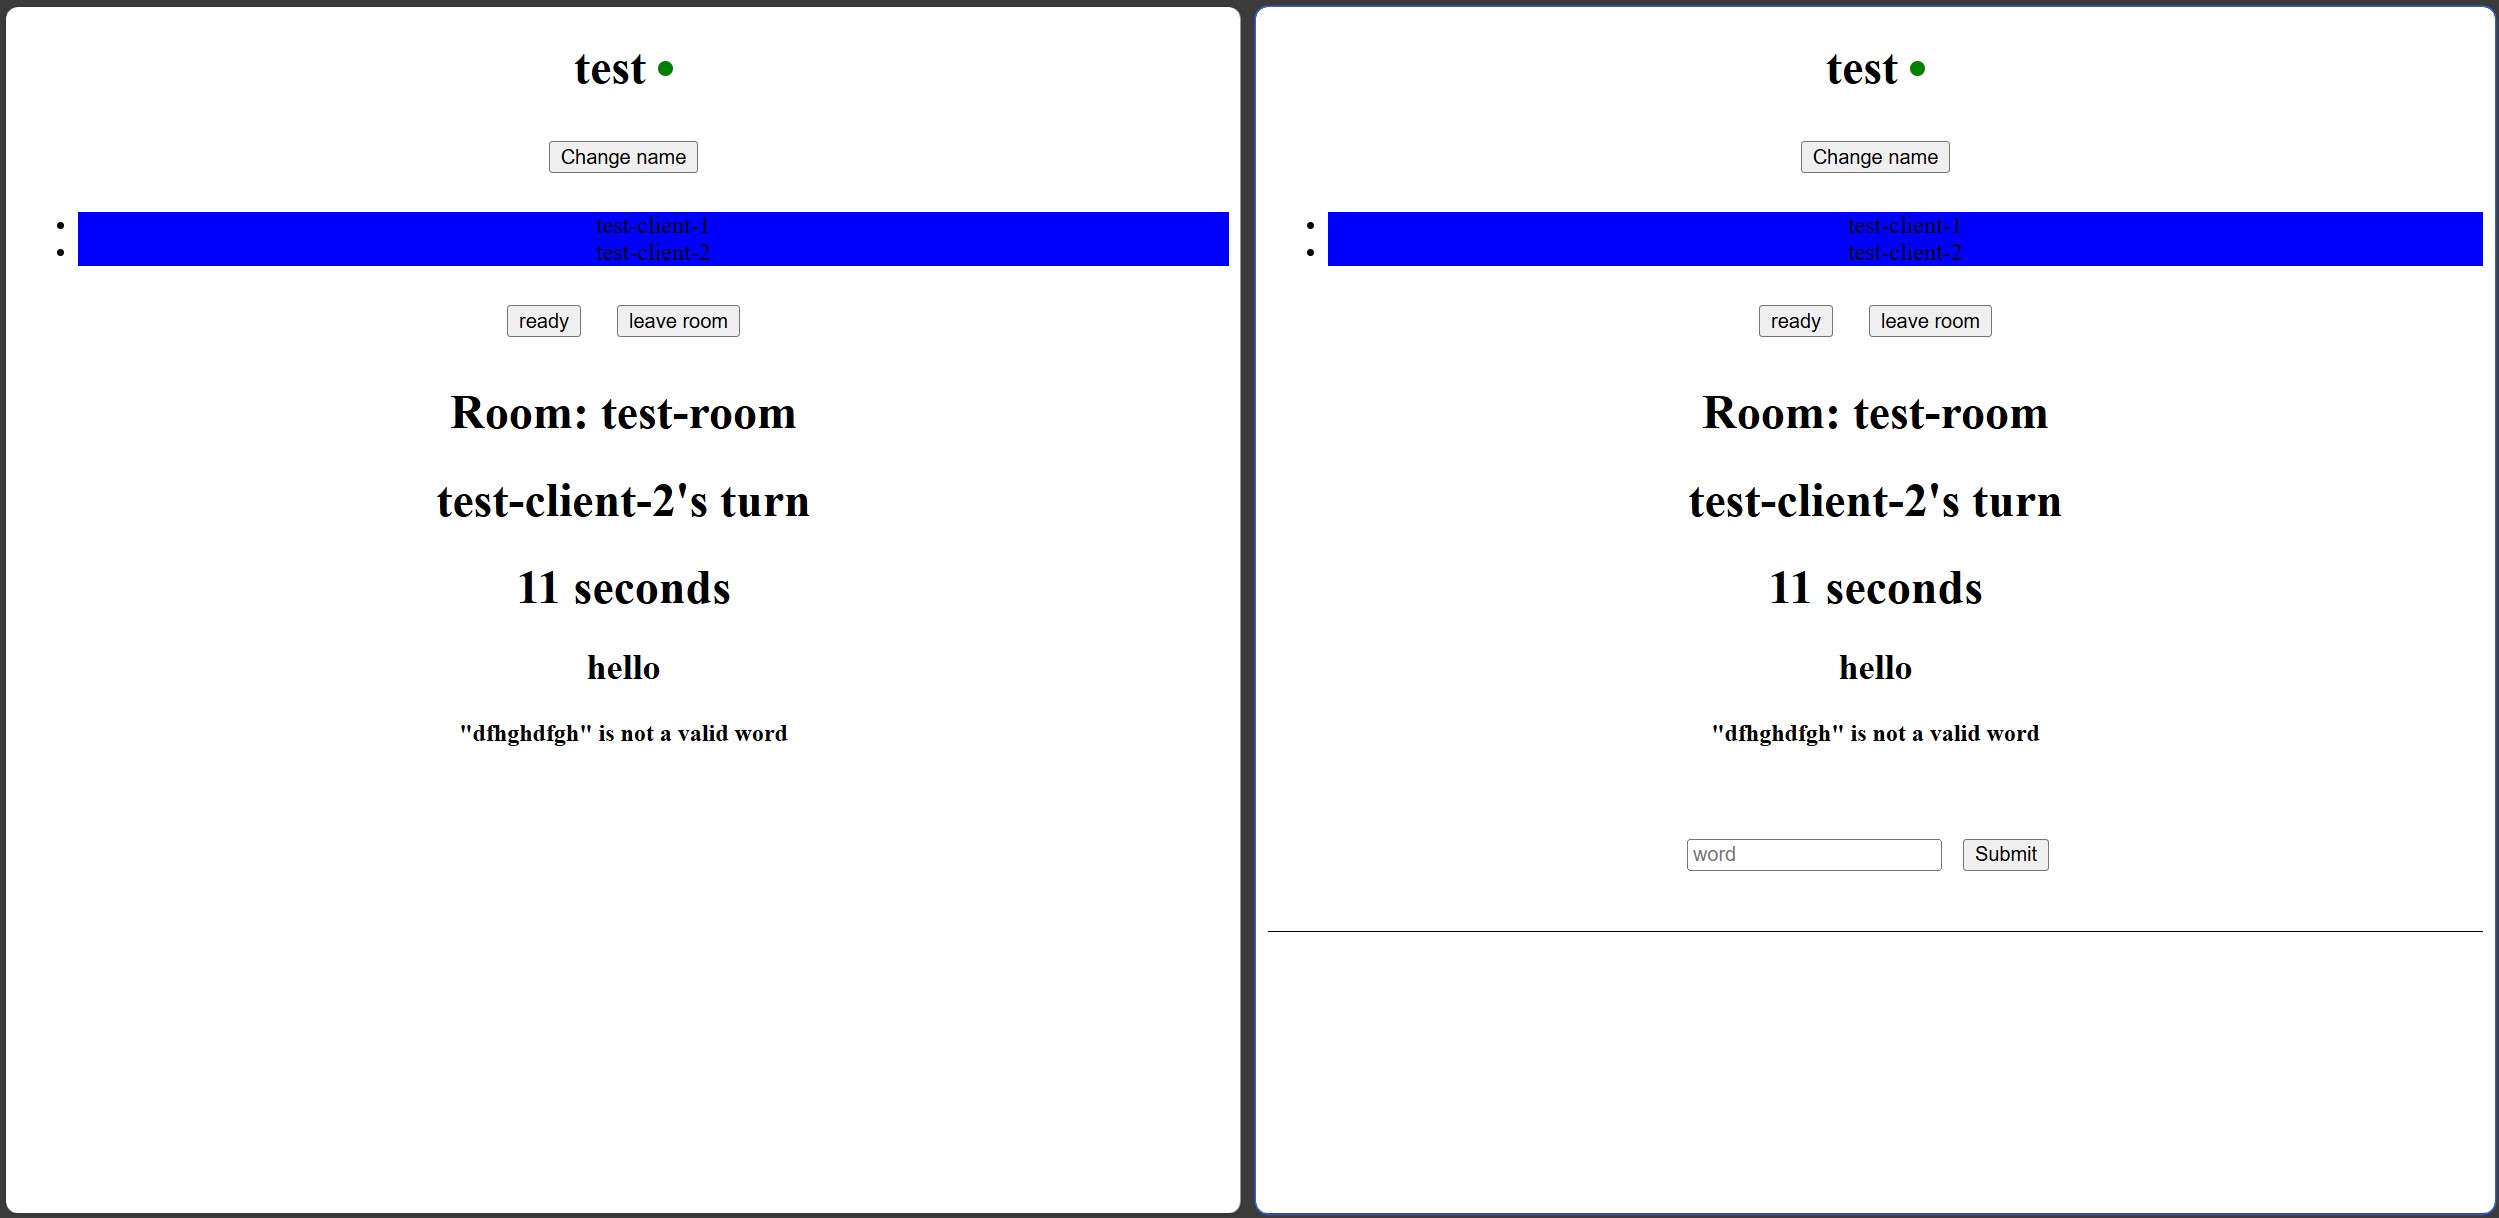 test
Change name
test-client-1
test-client-2
ready leave room
Room: test-room
test-client-2's turn
11 seconds
hello
"dfhghdfgh" is not a valid word
test
Change name
test-client-1
test-client-2
ready leave room
Room: test-room
test-client-2's turn
11 seconds
hello
"dfhghdfgh" is not a valid word
word Submit